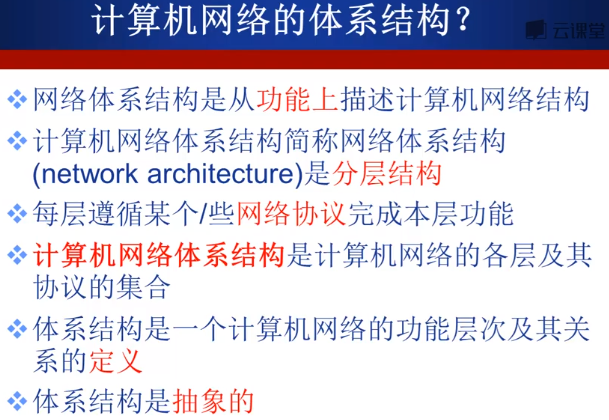 计算机网络的体系结构?
云课堂
网络体系结构是从功能上描述计算机网络结构
计算机网络体系结构简称网络体系结构
(network architecture)是分层结构
每层遵循某个/些网络协议完成本层功能
计算机网络体系结构是计算机网络的各层及其
协议的集合
体系结构是一个计算机网络的功能层次及其关
系的定义
体系结构是抽象的